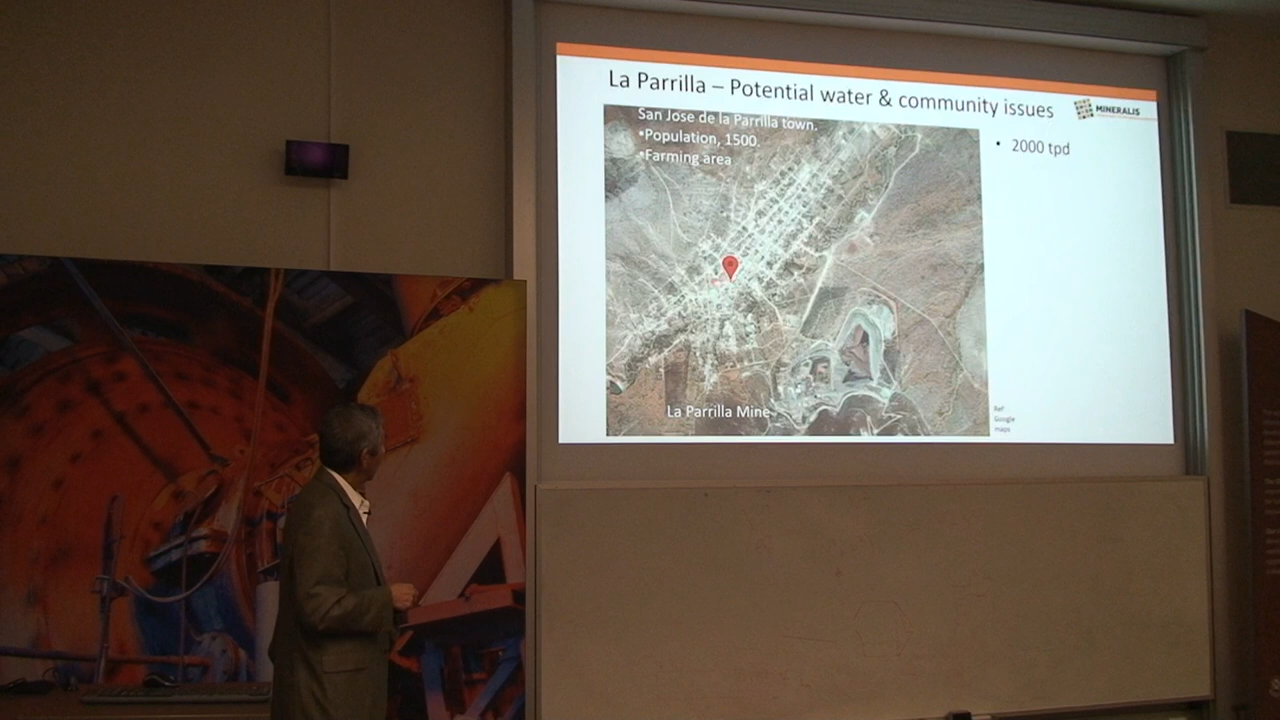 La Parrilla – Potential water & community issues
MINERALIS
San Jose de la Parrilla town.
•Population, 1500.
•Farming area
• 2000 tpd
La Parrilla Mine
Ref:
Google
maps